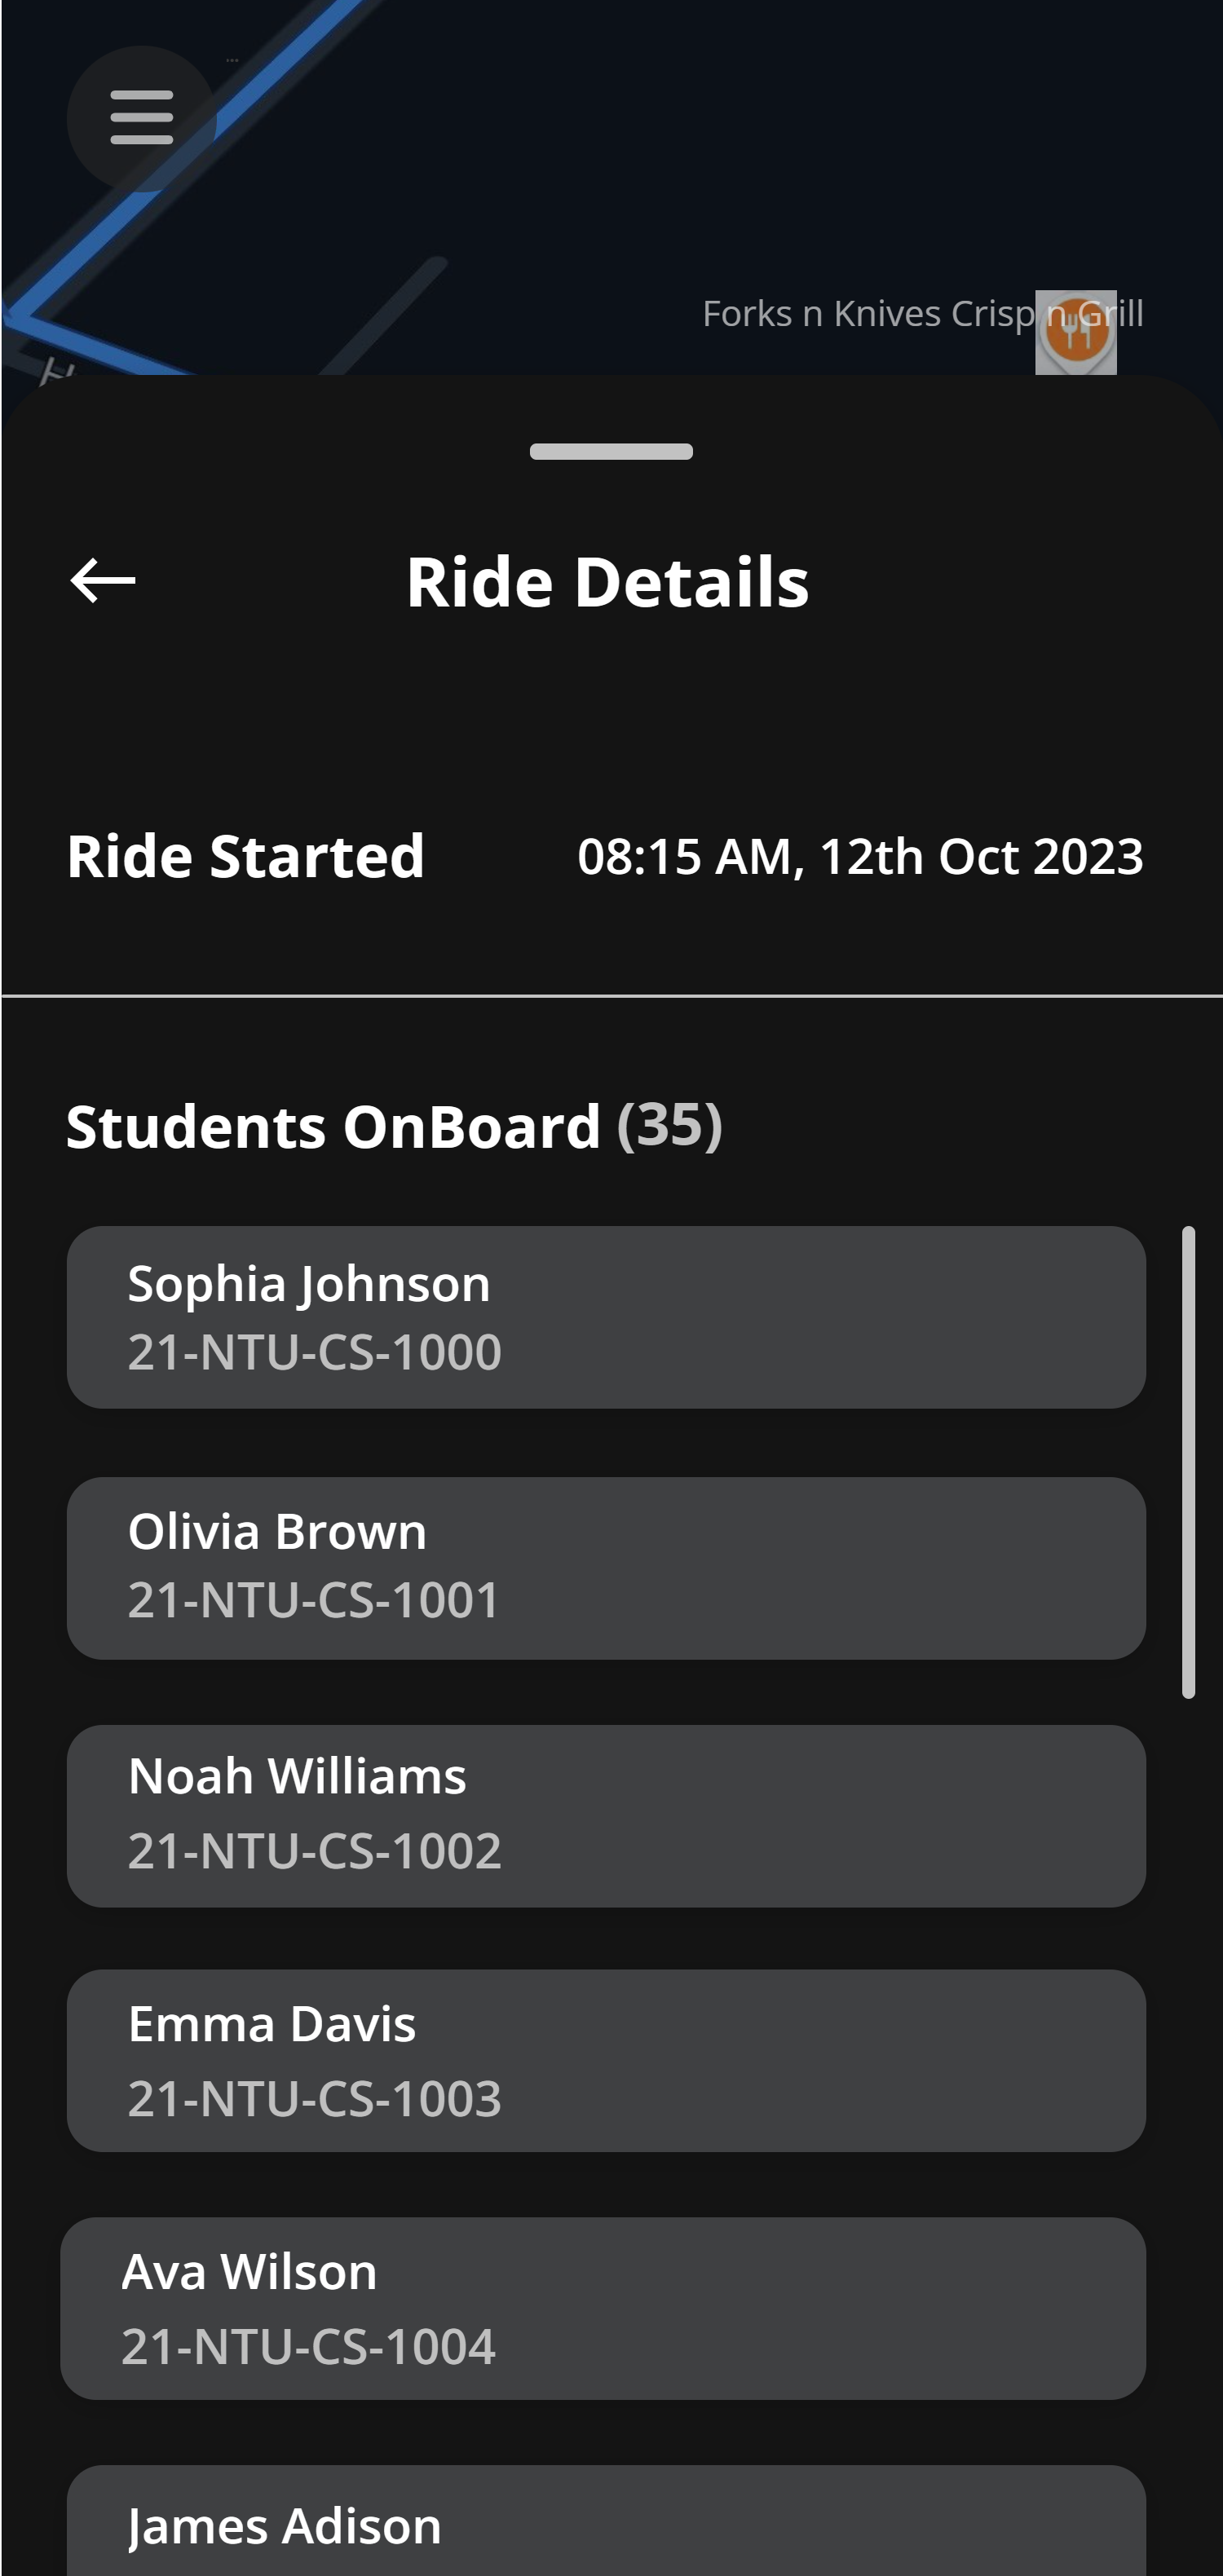 Forks n Knives Crisp n Grill
Ride Details
Ride Started 08:15 AM, 12th Oct 2023
Students OnBoard (35)
Sophia Johnson
21-NTU-CS-1000
Olivia Brown
21-NTU-CS-1001
Noah Williams
21-NTU-CS-1002
Emma Davis
21-NTU-CS-1003
Ava Wilson
21-NTU-CS-1004
James Adison